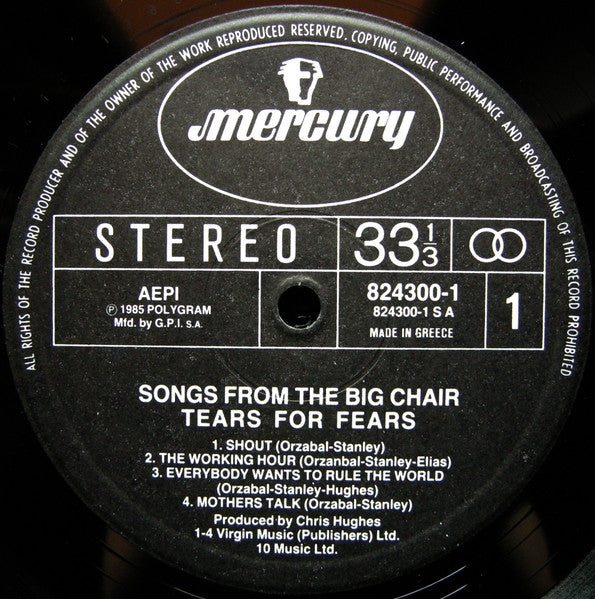 ALL RIGHTS OF THE RECORD PRODUCER AND OF THE OWNER OF THE WORK REPRODUCED RESERVED. COPYING, PUBLIC PERFORMANCE AND BROADCASTING OF THIS RECORD PROHIBITED
mercury
STEREO 33 1/3
AEPI 824300-1
℗ 1985 POLYGRAM 824300-1 S A 1
Mfd. by G.P.I. S.A. MADE IN GREECE
SONGS FROM THE BIG CHAIR
TEARS FOR FEARS
1. SHOUT (Orzabal-Stanley)
2. THE WORKING HOUR (Orzanbal-Stanley-Elias)
3. EVERYBODY WANTS TO RULE THE WORLD
(Orzabal-Stanley-Hughes)
4. MOTHERS TALK (Orzabal-Stanley)
Produced by Chris Hughes
1-4 Virgin Music (Publishers) Ltd.
10 Music Ltd.